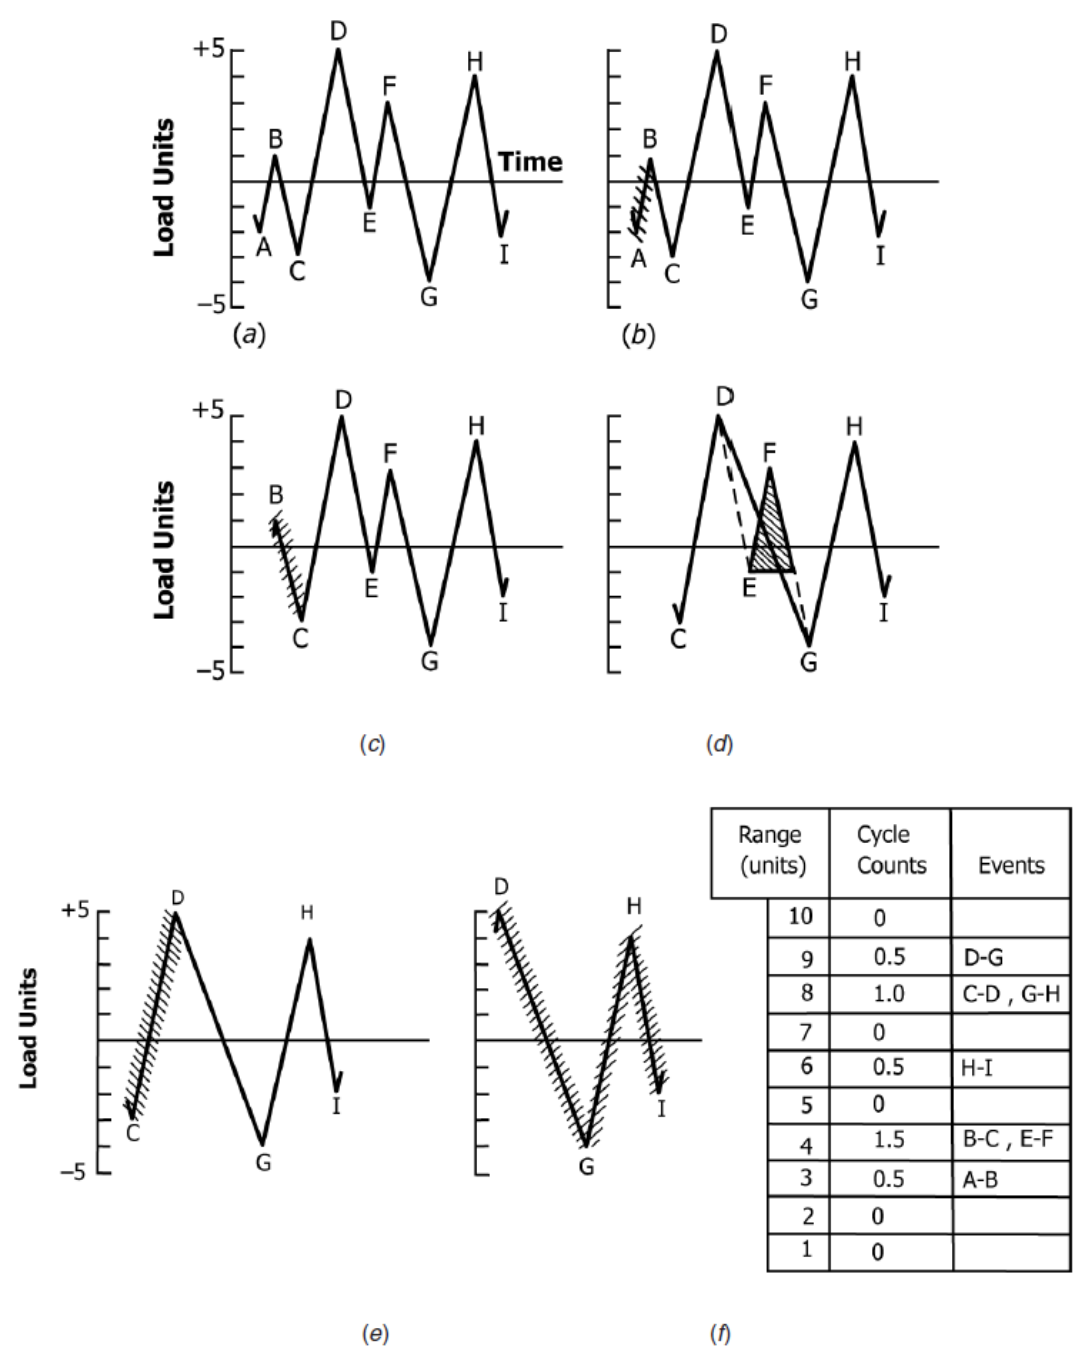 D
D
+5
H
H
F
F
B
B
Load Units
Time
E
E
A
A
C
C
I
I
G
G
−5
(a)
(b)
D
D
+5
H
H
F
F
B
Load Units
E
E
C
C
I
I
G
G
−5
(c)
(d)
D
H
+5
Load Units
C
I
G
−5
(e)
D
H
I
G
(f)
Range (units) Cycle Counts Events
10 0
9 0.5 D-G
8 1.0 C-D , G-H
7 0
6 0.5 H-I
5 0
4 1.5 B-C , E-F
3 0.5 A-B
2 0
1 0